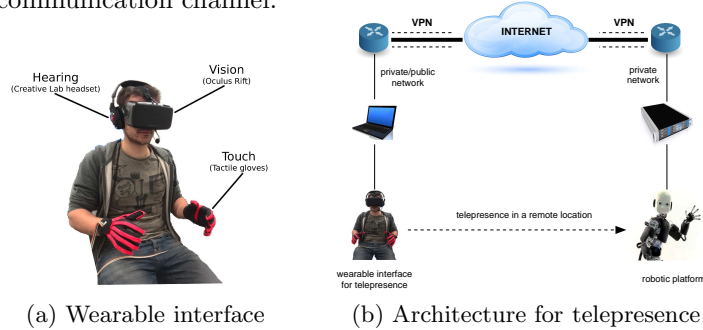 communication channel.
Hearing
(Creative Lab headset)
Vision
(Oculus Rift)
Touch
(Tactile gloves)
(a) Wearable interface
VPN
INTERNET
VPN
private/public
network
private
network
telepresence in a remote location
wearable interface
for telepresence
robotic platform
(b) Architecture for telepresence